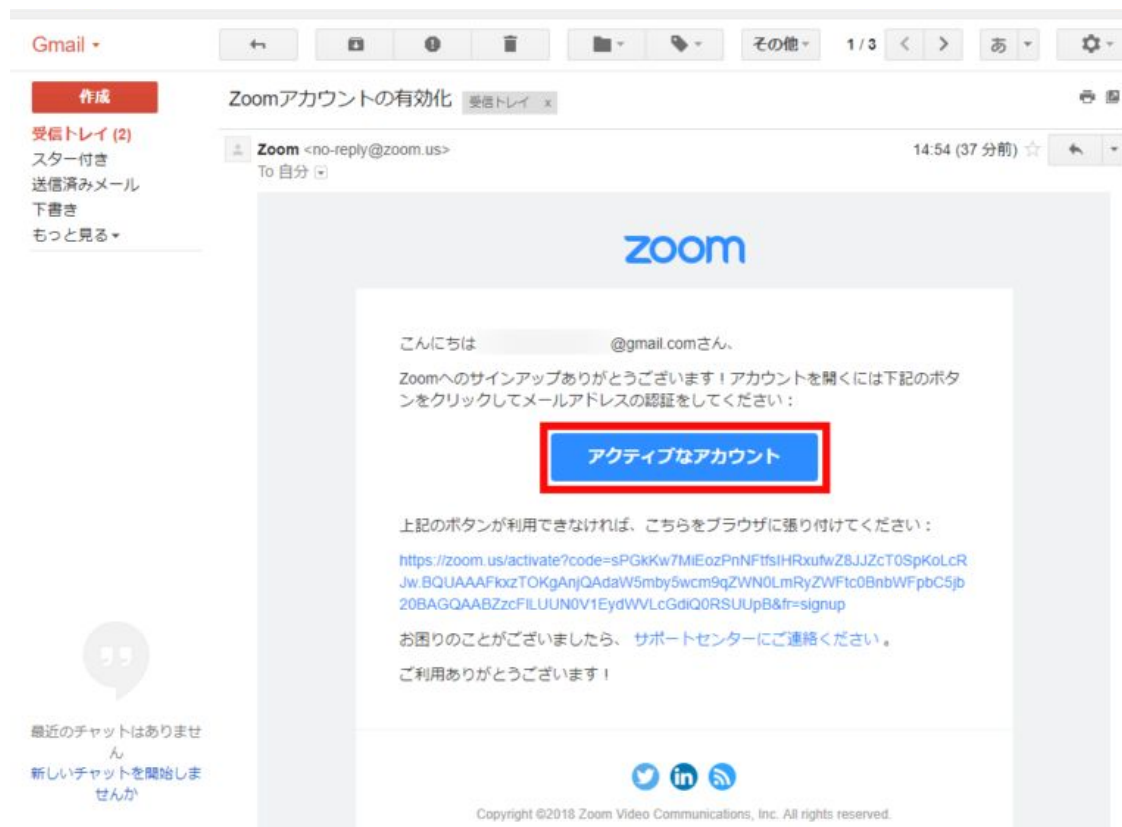 Gmail
その他
1 / 3
あ
作成
Zoomアカウントの有効化 受信トレイ x
受信トレイ (2)
スター付き
送信済みメール
下書き
もっと見る
Zoom <no-reply@zoom.us>
14:54 (37 分前)
To 自分
zoom
こんにちは @gmail.comさん、
Zoomへのサインアップありがとうございます！アカウントを開くには下記のボタ
ンをクリックしてメールアドレスの認証をしてください：
アクティブなアカウント
上記のボタンが利用できなければ、こちらをブラウザに張り付けてください：
https://zoom.us/activate?code=sPGkKw7MiEozPnNFtfsIHRxufwZ8JJZcT0SpKoLcR
Jw.BQUAAAFkxzTOKgAnjQAdaW5mby5wcm9qZWN0LmRyZWFtc0BnbWFpbC5jb
20BAGQAABZzcFlLUUN0V1EydWVLcGdiQ0RSUUpB&fr=signup
お困りのことがございましたら、 サポートセンターにご連絡ください 。
ご利用ありがとうございます！
最近のチャットはありませ
ん
新しいチャットを開始しま
せんか
in
Copyright ©2018 Zoom Video Communications, Inc. All rights reserved.